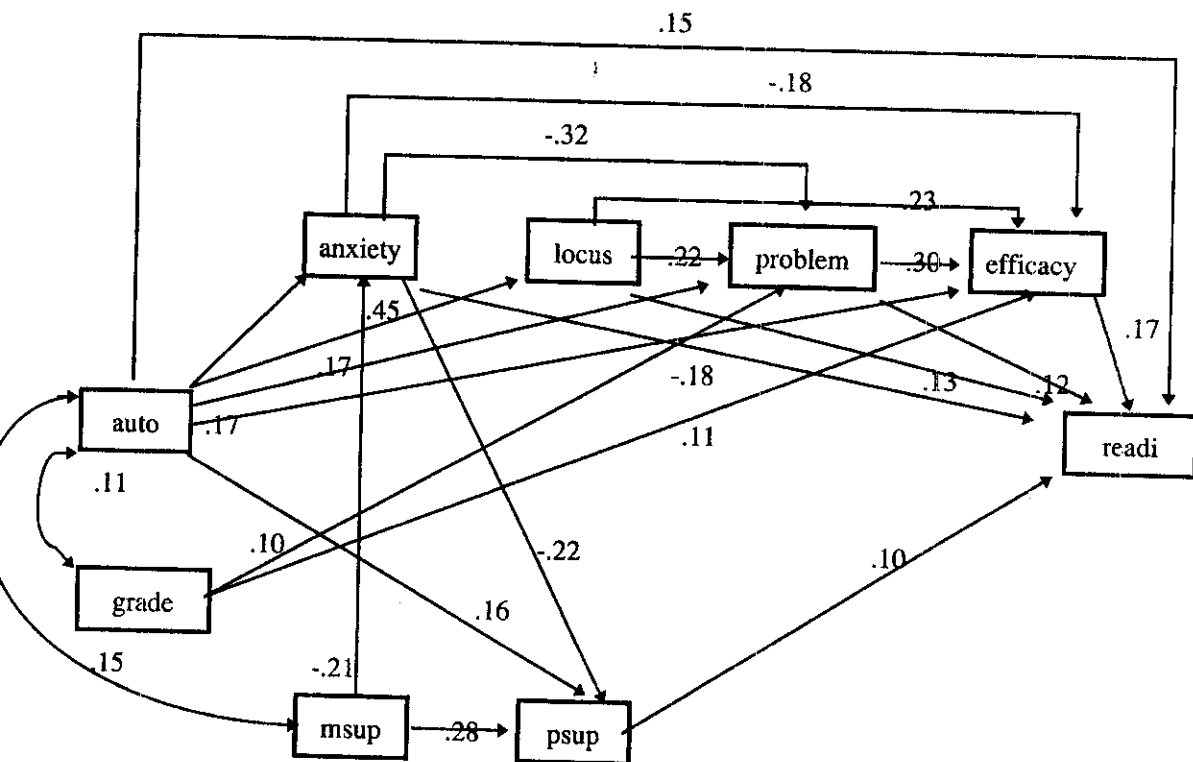 .15
-.18
-.32
.23
anxiety
locus
.22
problem
.30
efficacy
.45
.17
.17
-.18
.13
.12
auto
.17
.11
readi
.11
.10
-.22
.10
grade
.16
.15
-.21
msup
.28
psup